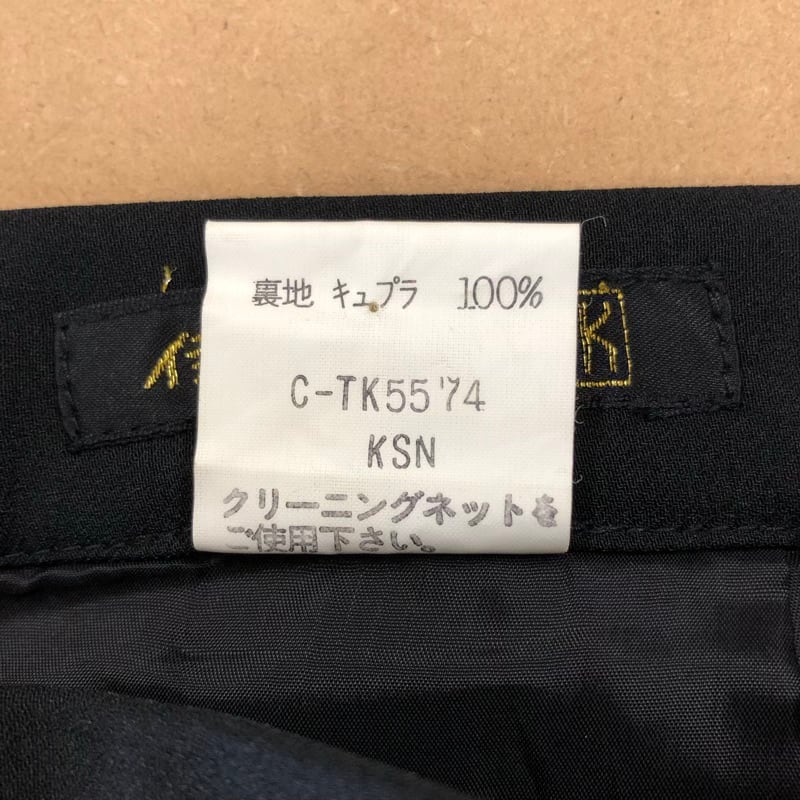 裏地 キュプラ 100%
C-TK55'74
KSN
クリーニングネットを
ご使用下さい。
K